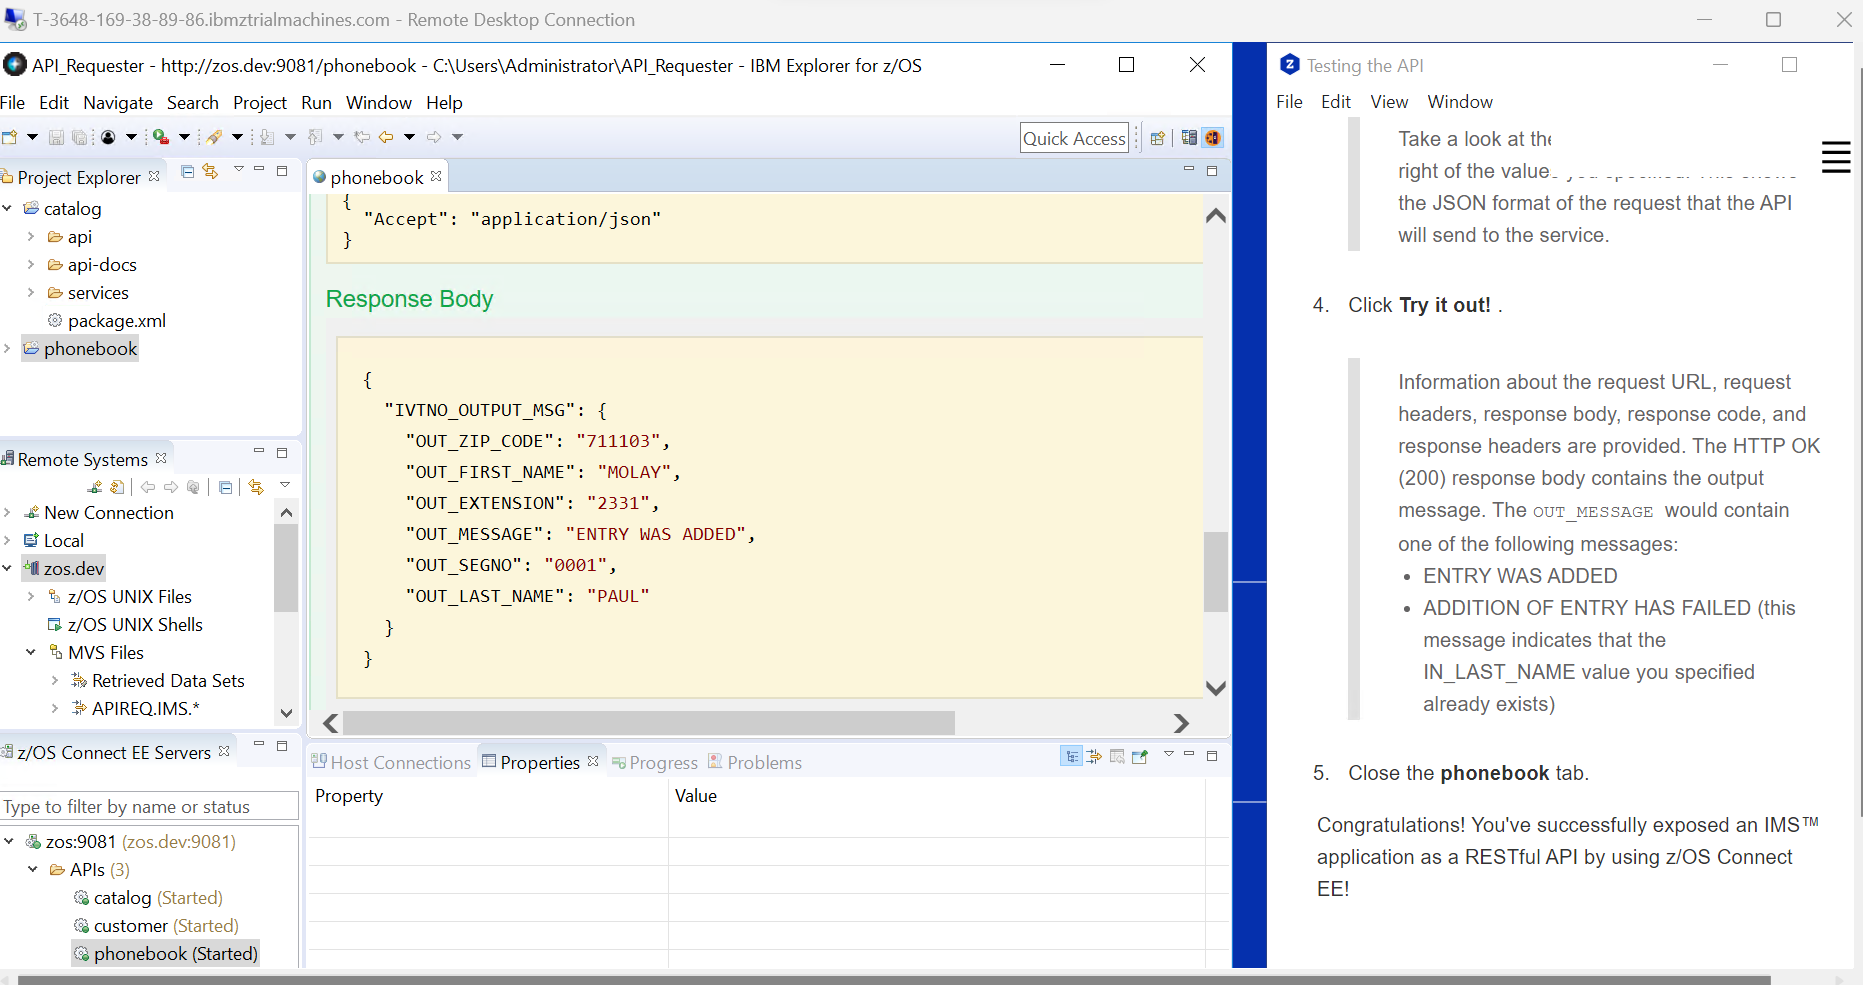 T-3648-169-38-89-86.ibmztrialmachines.com - Remote Desktop Connection
API_Requester - http://zos.dev:9081/phonebook - C:\Users\Administrator\API_Requester - IBM Explorer for z/OS
File Edit Navigate Search Project Run Window Help
Quick Access
Project Explorer
catalog
api
api-docs
services
package.xml
phonebook
Remote Systems
New Connection
Local
zos.dev
z/OS UNIX Files
z/OS UNIX Shells
MVS Files
Retrieved Data Sets
APIREQ.IMS.*
z/OS Connect EE Servers
Type to filter by name or status
zos:9081 (zos.dev:9081)
APIs (3)
catalog (Started)
customer (Started)
phonebook (Started)
phonebook
{
"Accept": "application/json"
}
Response Body
{
"IVTNO_OUTPUT_MSG": {
"OUT_ZIP_CODE": "711103",
"OUT_FIRST_NAME": "MOLAY",
"OUT_EXTENSION": "2331",
"OUT_MESSAGE": "ENTRY WAS ADDED",
"OUT_SEGNO": "0001",
"OUT_LAST_NAME": "PAUL"
}
}
Host Connections Properties Progress Problems
Property Value
Testing the API
File Edit View Window
Take a look at the
right of the values
the JSON format of the request that the API
will send to the service.
4. Click Try it out! .
Information about the request URL, request
headers, response body, response code, and
response headers are provided. The HTTP OK
(200) response body contains the output
message. The OUT_MESSAGE would contain
one of the following messages:
• ENTRY WAS ADDED
• ADDITION OF ENTRY HAS FAILED (this
message indicates that the
IN_LAST_NAME value you specified
already exists)
5. Close the phonebook tab.
Congratulations! You've successfully exposed an IMS™
application as a RESTful API by using z/OS Connect
EE!